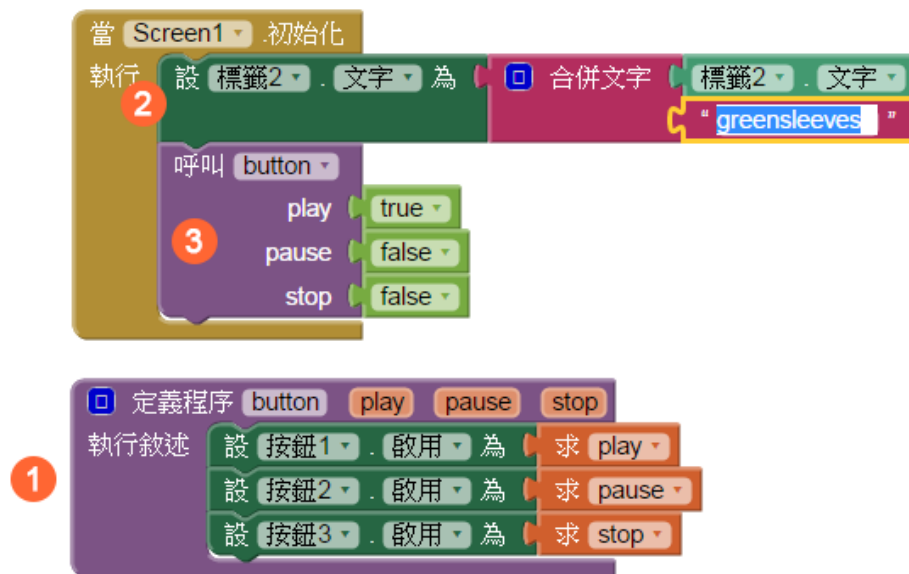 當 Screen1 .初始化
執行 設 標籤2 . 文字 為 合併文字 標籤2 . 文字
2
“ greensleeves ”
呼叫 button
play true
3
pause false
stop false
定義程序 button play pause stop
執行敘述 設 按鈕1 . 啟用 為 求 play
1
設 按鈕2 . 啟用 為 求 pause
設 按鈕3 . 啟用 為 求 stop